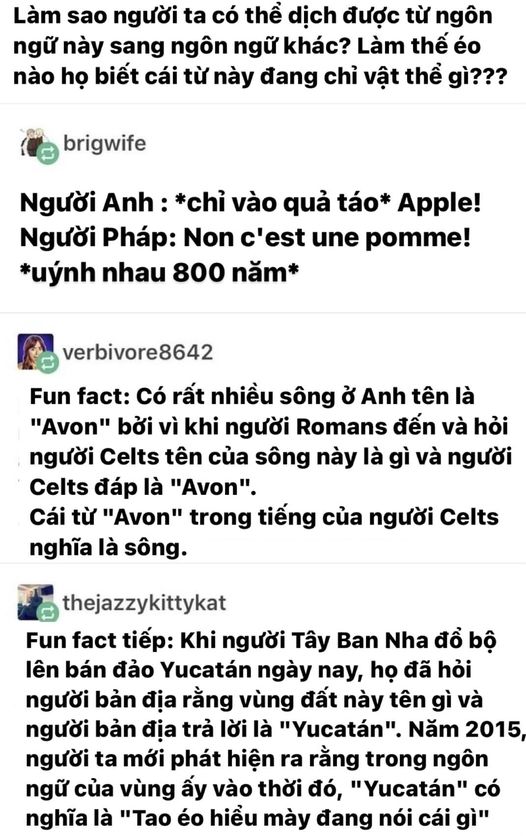 Làm sao người ta có thể dịch được từ ngôn
ngữ này sang ngôn ngữ khác? Làm thế éo
nào họ biết cái từ này đang chỉ vật thể gì???
brigwife
Người Anh : *chỉ vào quả táo* Apple!
Người Pháp: Non c'est une pomme!
*uýnh nhau 800 năm*
verbivore8642
Fun fact: Có rất nhiều sông ở Anh tên là
"Avon" bởi vì khi người Romans đến và hỏi
người Celts tên của sông này là gì và người
Celts đáp là "Avon".
Cái từ "Avon" trong tiếng của người Celts
nghĩa là sông.
thejazzykittykat
Fun fact tiếp: Khi người Tây Ban Nha đổ bộ
lên bán đảo Yucatán ngày nay, họ đã hỏi
người bản địa rằng vùng đất này tên gì và
người bản địa trả lời là "Yucatán". Năm 2015,
người ta mới phát hiện ra rằng trong ngôn
ngữ của vùng ấy vào thời đó, "Yucatán" có
nghĩa là "Tao éo hiểu mày đang nói cái gì"